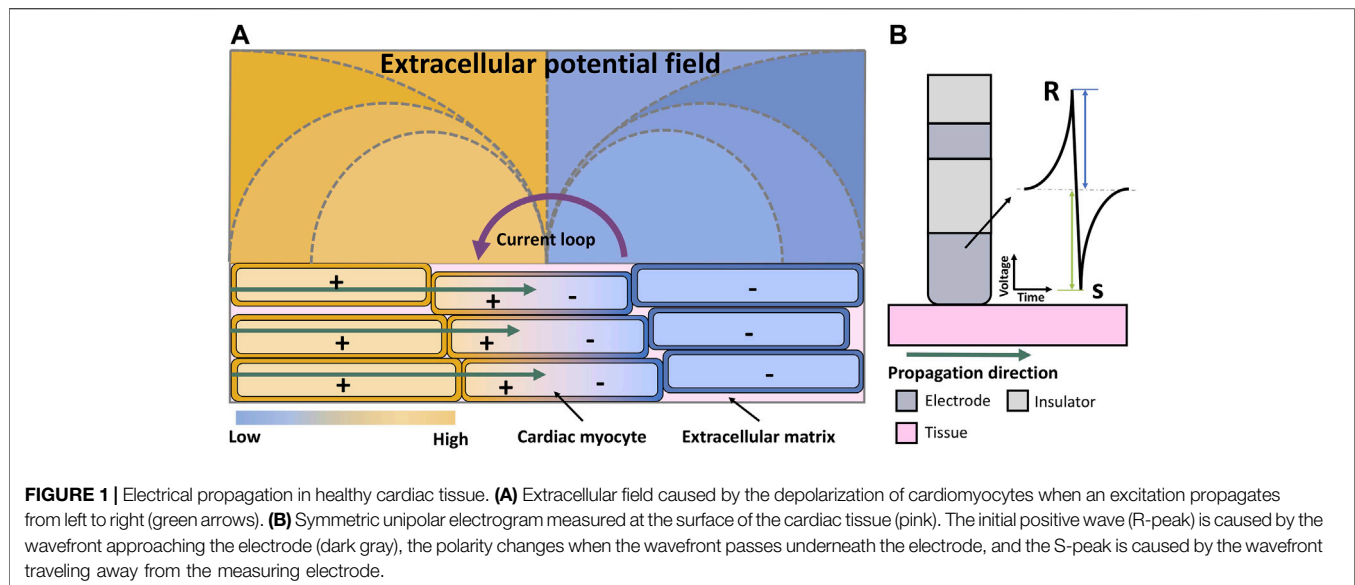 A
Extracellular potential field
Current loop
+
+ -
-
+
+ -
-
+
+ -
-
Low High
Cardiac myocyte
Extracellular matrix
B
R
Voltage
Time
S
Propagation direction
Electrode
Insulator
Tissue
FIGURE 1 | Electrical propagation in healthy cardiac tissue. (A) Extracellular field caused by the depolarization of cardiomyocytes when an excitation propagates
from left to right (green arrows). (B) Symmetric unipolar electrogram measured at the surface of the cardiac tissue (pink). The initial positive wave (R-peak) is caused by the
wavefront approaching the electrode (dark gray), the polarity changes when the wavefront passes underneath the electrode, and the S-peak is caused by the wavefront
traveling away from the measuring electrode.